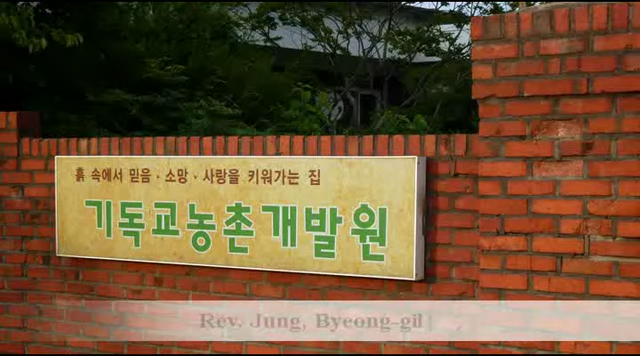 흙 속에서 믿음 · 소망 · 사랑을 키워가는 집
기독교농촌개발원
Rev. Jung, Byeong-gil